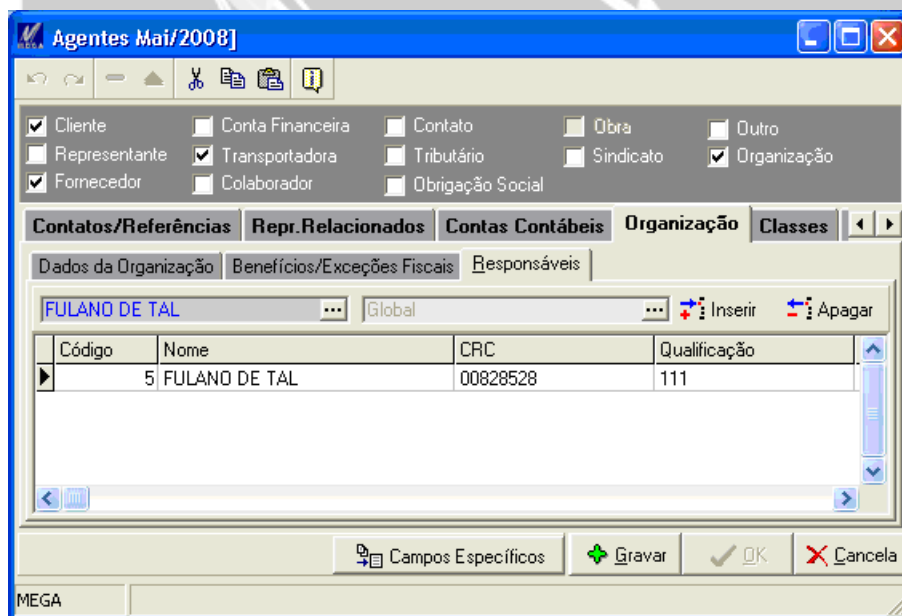 MEGA Agentes Mai/2008]
Cliente Conta Financeira Contato Obra Outro
Representante Transportadora Tributário Sindicato Organização
Fornecedor Colaborador Obrigação Social
Contatos/Referências Repr.Relacionados Contas Contábeis Organização Classes
Dados da Organização Benefícios/Exceções Fiscais Responsáveis
FULANO DE TAL ... Global ... Inserir Apagar
Código Nome CRC Qualificação
5 FULANO DE TAL 00828528 111
Campos Específicos Gravar OK Cancela
MEGA